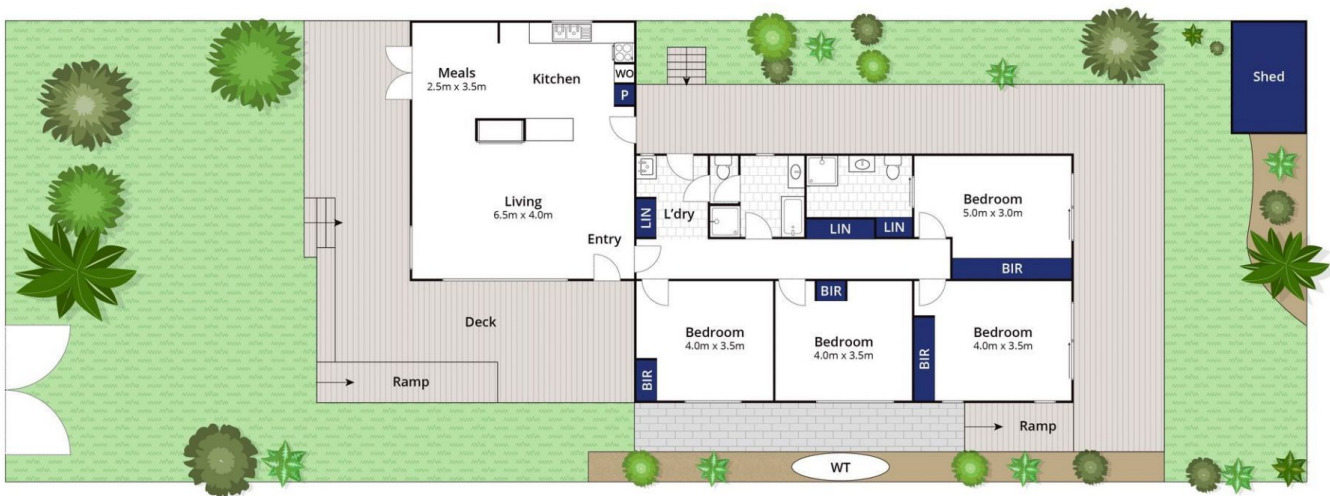 Meals
2.5m x 3.5m
Kitchen
WO
P
Shed
Living
6.5m x 4.0m
Entry
LIN
L'dry
LIN
LIN
Bedroom
5.0m x 3.0m
BIR
Deck
Ramp
Bedroom
4.0m x 3.5m
BIR
BIR
Bedroom
4.0m x 3.5m
BIR
Bedroom
4.0m x 3.5m
Ramp
WT